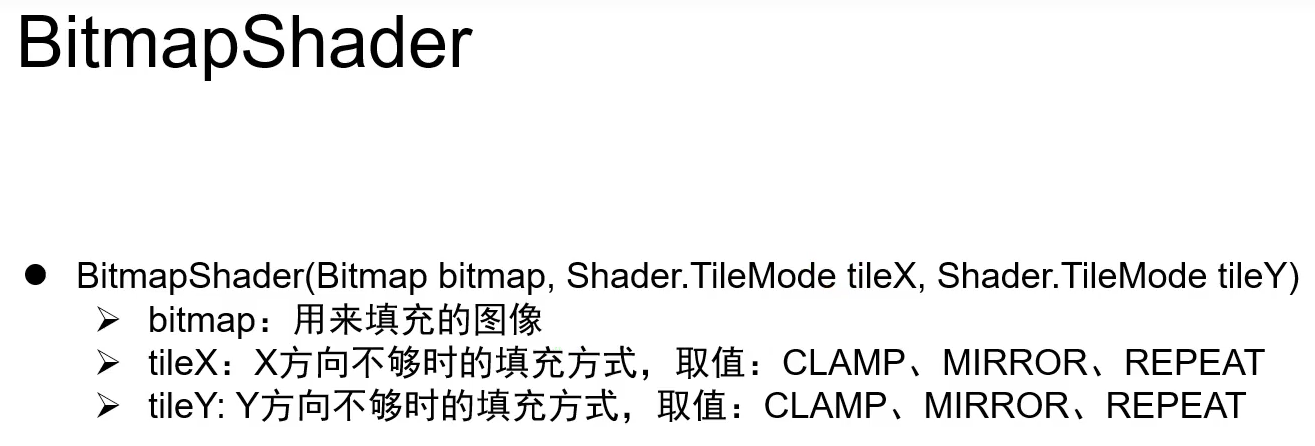 BitmapShader
● BitmapShader(Bitmap bitmap, Shader.TileMode tileX, Shader.TileMode tileY)
➢ bitmap：用来填充的图像
➢ tileX：X方向不够时的填充方式，取值：CLAMP、MIRROR、REPEAT
➢ tileY: Y方向不够时的填充方式，取值：CLAMP、MIRROR、REPEAT